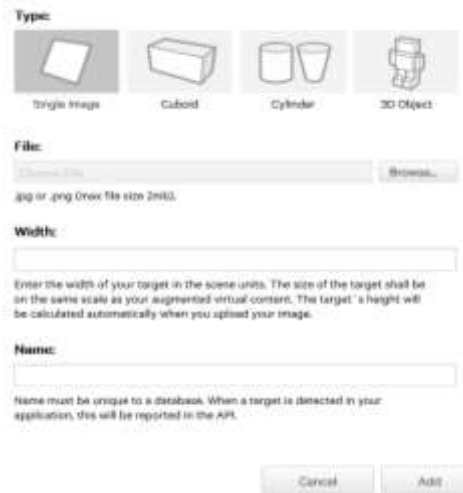 Type:
Single Image Cuboid Cylinder 3D Object
File:
Choose File Browse...
.jpg or .png (max file size 2mb).
Width:
Enter the width of your target in the scene units. The size of the target shall be
on the same scale as your augmented virtual content. The target's height will
be calculated automatically when you upload your image.
Name:
Name must be unique to a database. When a target is detected in your
application, this will be reported in the API.
Cancel Add